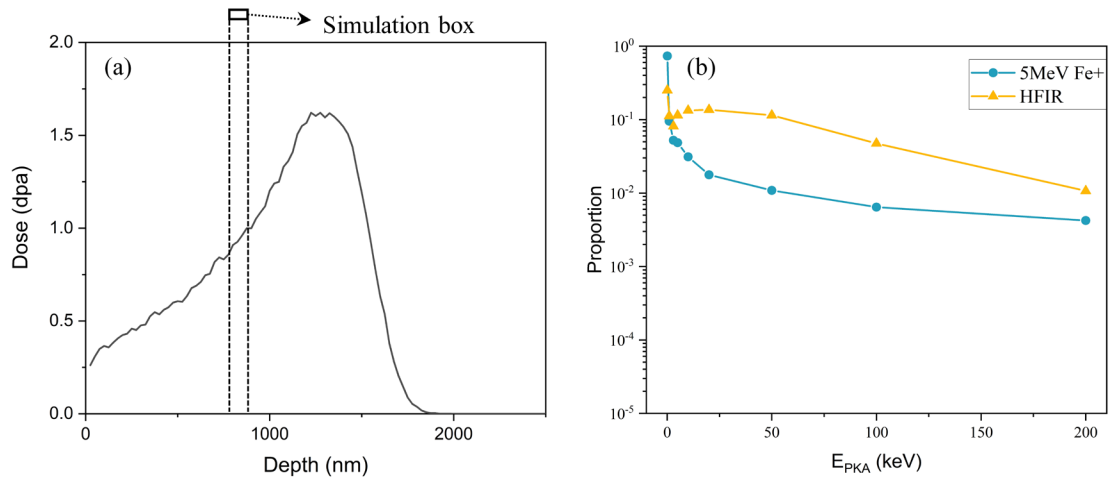 Simulation box
(a)
2.0
1.5
1.0
0.5
0.0
0
1000
2000
Depth (nm)
Dose (dpa)
(b)
5MeV Fe+
HFIR
10^0
10^-1
10^-2
10^-3
10^-4
10^-5
0
50
100
150
200
E_PKA (keV)
Proportion